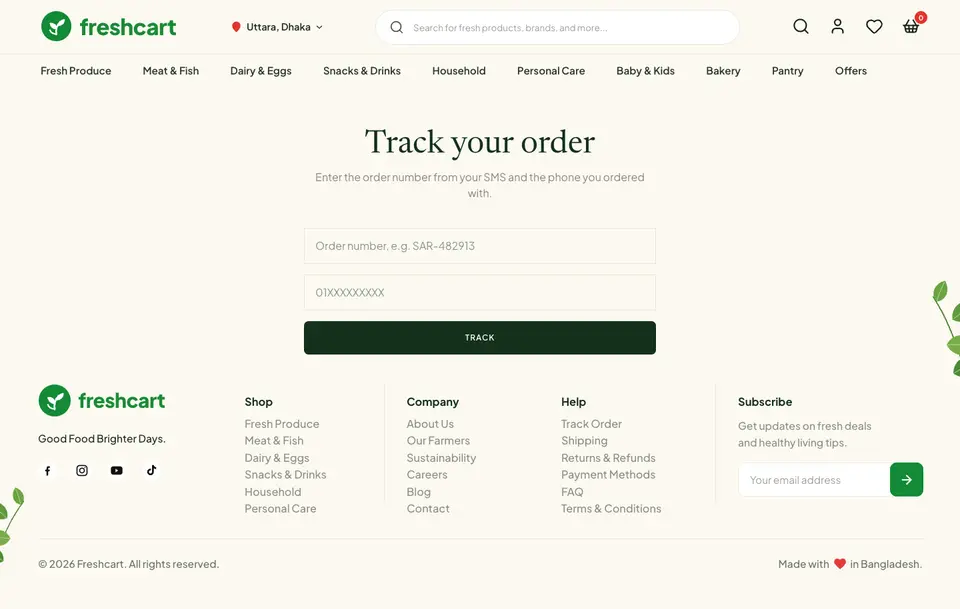 freshcart
Uttara, Dhaka
Search for fresh products, brands, and more...
0
Fresh Produce
Meat & Fish
Dairy & Eggs
Snacks & Drinks
Household
Personal Care
Baby & Kids
Bakery
Pantry
Offers
Track your order
Enter the order number from your SMS and the phone you ordered
with.
Order number, e.g. SAR-482913
01XXXXXXXXX
TRACK
freshcart
Good Food Brighter Days.
Shop
Fresh Produce
Meat & Fish
Dairy & Eggs
Snacks & Drinks
Household
Personal Care
Company
About Us
Our Farmers
Sustainability
Careers
Blog
Contact
Help
Track Order
Shipping
Returns & Refunds
Payment Methods
FAQ
Terms & Conditions
Subscribe
Get updates on fresh deals
and healthy living tips.
Your email address
© 2026 Freshcart. All rights reserved.
Made with ❤️ in Bangladesh.